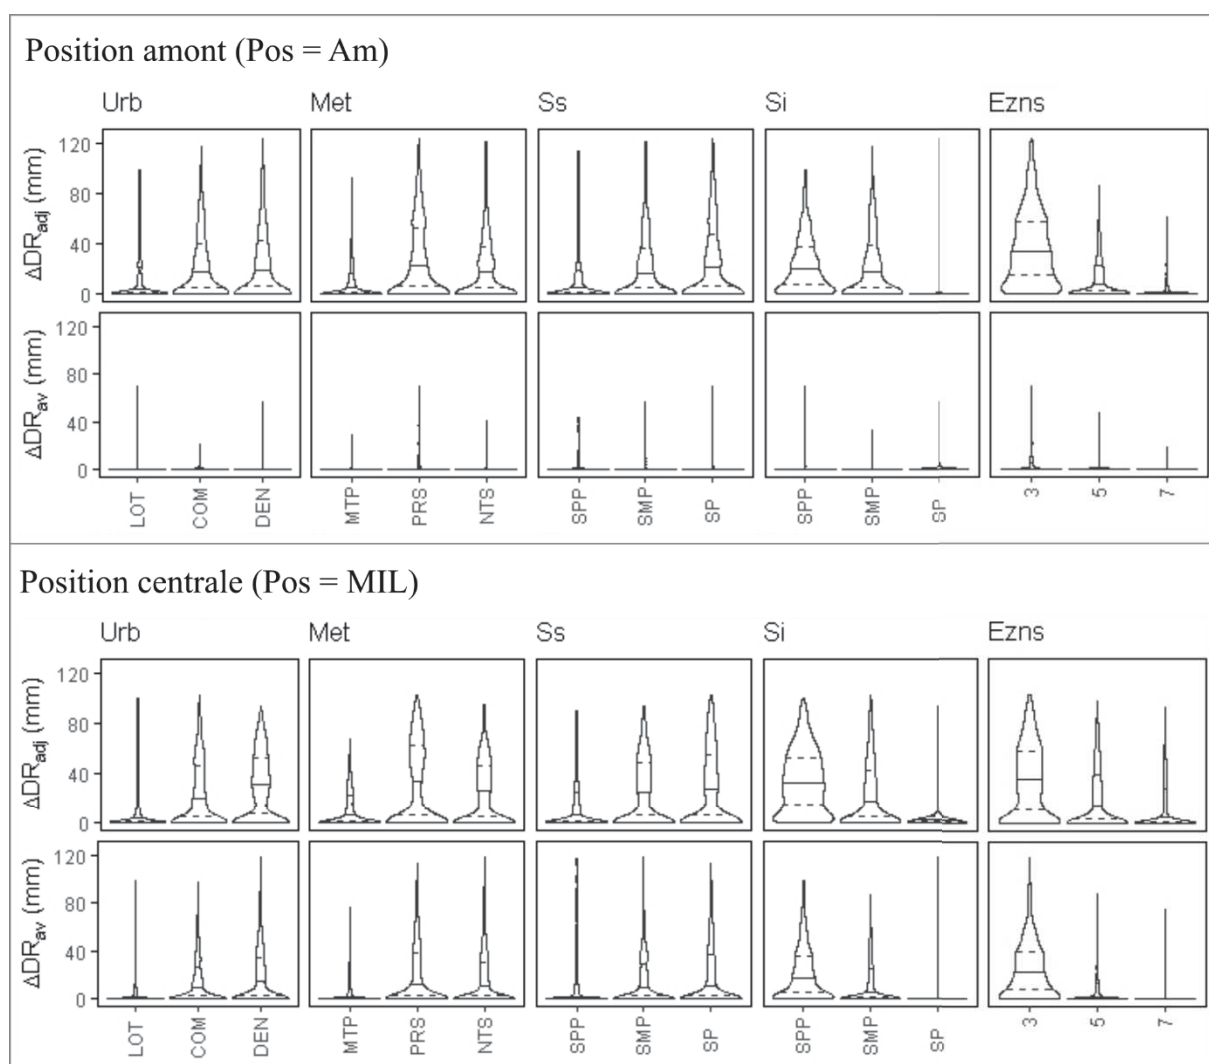 Position amont (Pos = Am)
Urb Met Ss Si Ezns
ΔDRadj (mm)
120
80
40
0
ΔDRav (mm)
120
80
40
0
LOT COM DEN MTP PRS NTS SPP SMP SP SPP SMP SP 3 5 7
Position centrale (Pos = MIL)
Urb Met Ss Si Ezns
ΔDRadj (mm)
120
80
40
0
ΔDRav (mm)
120
80
40
0
LOT COM DEN MTP PRS NTS SPP SMP SP SPP SMP SP 3 5 7